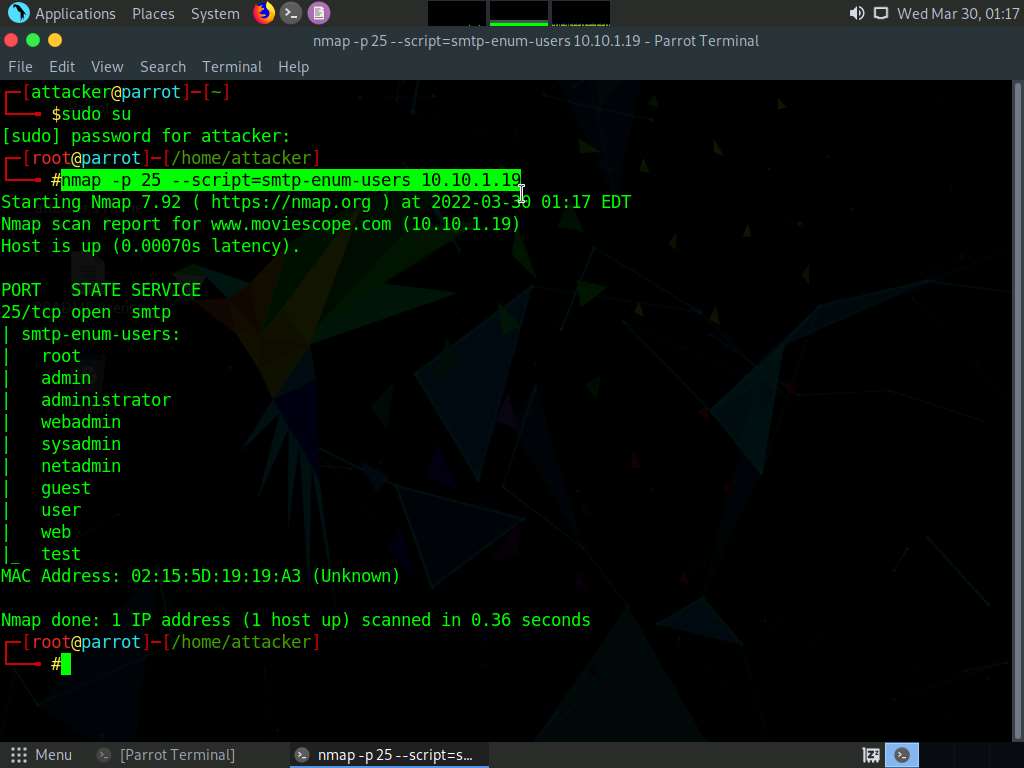 Applications Places System Wed Mar 30, 01:17
nmap -p 25 --script=smtp-enum-users 10.10.1.19 - Parrot Terminal
File Edit View Search Terminal Help
┌─[attacker@parrot]─[~]
└──╼ $sudo su
[sudo] password for attacker:
┌─[root@parrot]─[/home/attacker]
└──╼ #nmap -p 25 --script=smtp-enum-users 10.10.1.19
Starting Nmap 7.92 ( https://nmap.org ) at 2022-03-30 01:17 EDT
Nmap scan report for www.moviescope.com (10.10.1.19)
Host is up (0.00070s latency).
PORT   STATE SERVICE
25/tcp open  smtp
| smtp-enum-users:
|   root
|   admin
|   administrator
|   webadmin
|   sysadmin
|   netadmin
|   guest
|   user
|   web
|_  test
MAC Address: 02:15:5D:19:19:A3 (Unknown)
Nmap done: 1 IP address (1 host up) scanned in 0.36 seconds
┌─[root@parrot]─[/home/attacker]
└──╼ #
Menu [Parrot Terminal] nmap -p 25 --script=s...